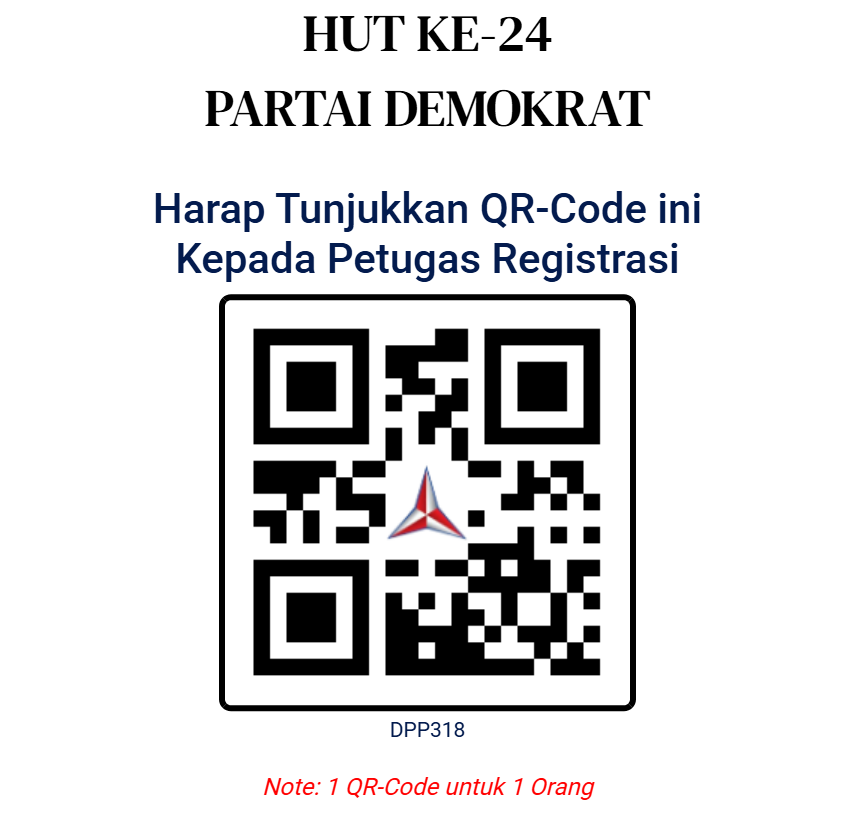 HUT KE-24
PARTAI DEMOKRAT
Harap Tunjukkan QR-Code ini
Kepada Petugas Registrasi
DPP318
Note: 1 QR-Code untuk 1 Orang